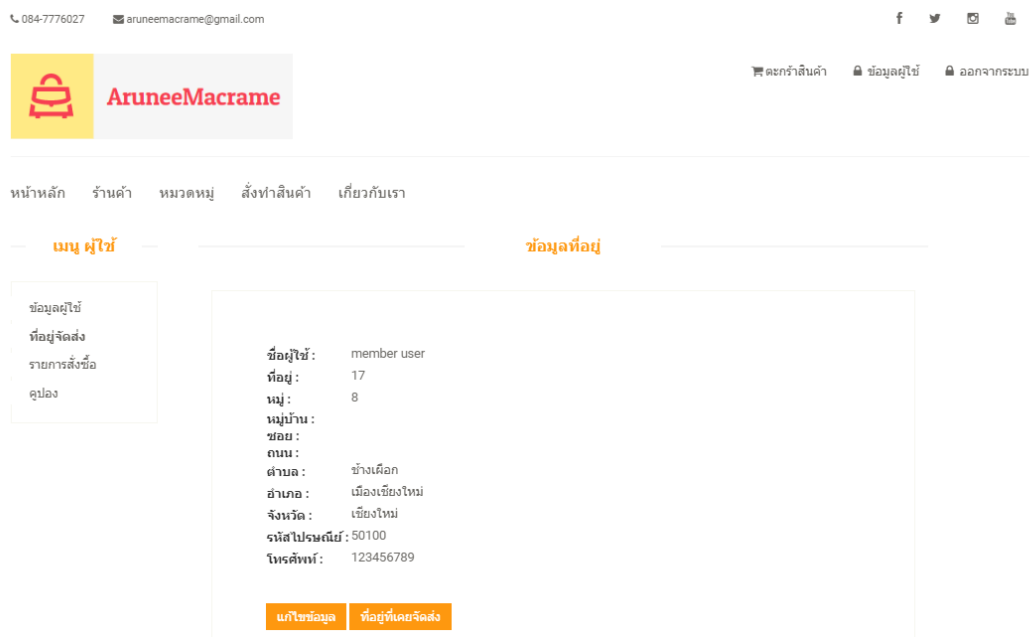 084-7776027 aruneemacrame@gmail.com
AruneeMacrame
ตะกร้าสินค้า ข้อมูลผู้ใช้ ออกจากระบบ
หน้าหลัก ร้านค้า หมวดหมู่ สั่งทำสินค้า เกี่ยวกับเรา
เมนู ผู้ใช้
ข้อมูลผู้ใช้
ที่อยู่จัดส่ง
รายการสั่งซื้อ
คูปอง
ข้อมูลที่อยู่
ชื่อผู้ใช้ : member user
ที่อยู่ : 17
หมู่ : 8
หมู่บ้าน :
ซอย :
ถนน :
ตำบล : ช้างเผือก
อำเภอ : เมืองเชียงใหม่
จังหวัด : เชียงใหม่
รหัสไปรษณีย์ : 50100
โทรศัพท์ : 123456789
แก้ไขข้อมูล ที่อยู่ที่เคยจัดส่ง